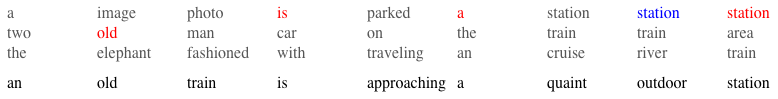 a image photo is parked a station station station
two old man car on the train train area
the elephant fashioned with traveling an cruise river train
an old train is approaching a quaint outdoor station